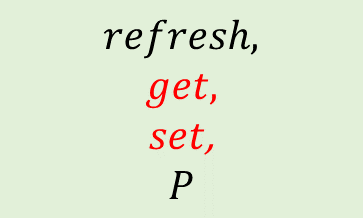 refresh,
get,
set,
P